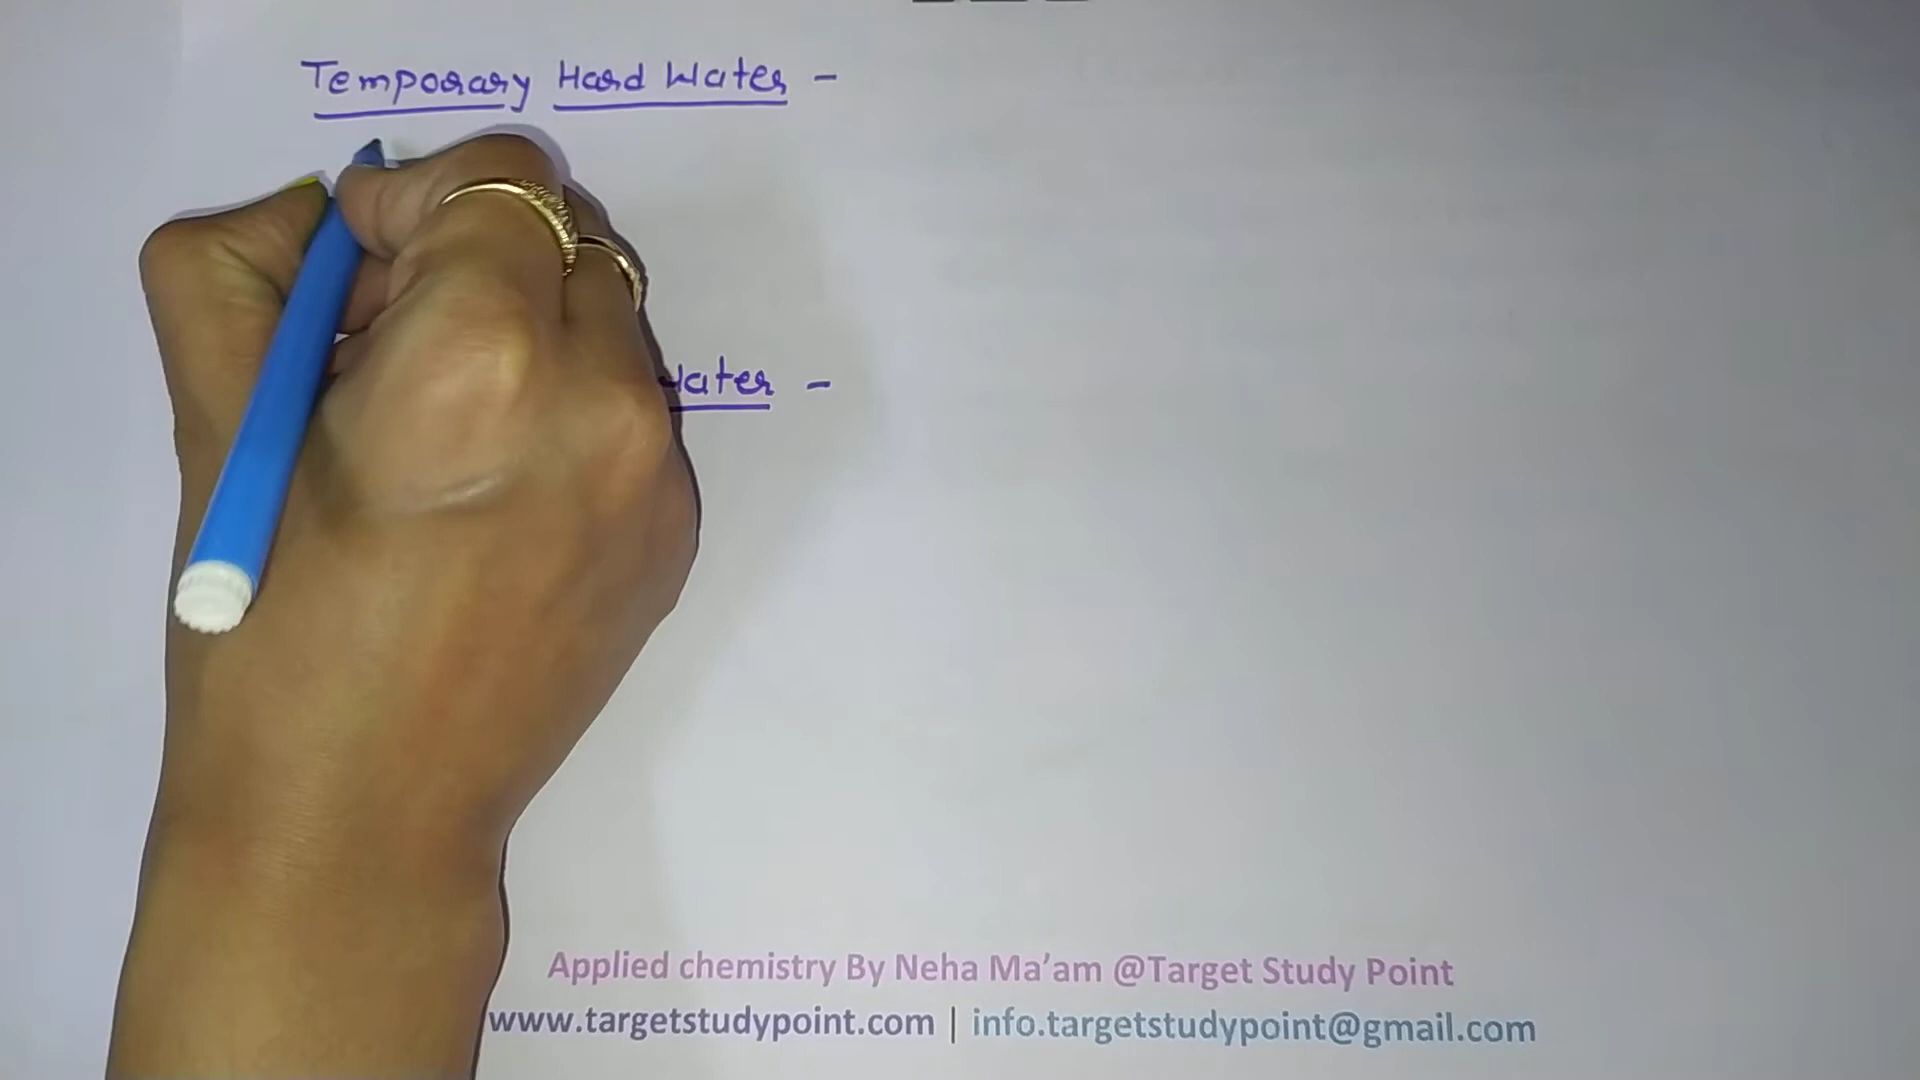 Temporary Hard Water -
Water -
Applied chemistry By Neha Ma'am @Target Study Point
www.targetstudypoint.com | info.targetstudypoint@gmail.com